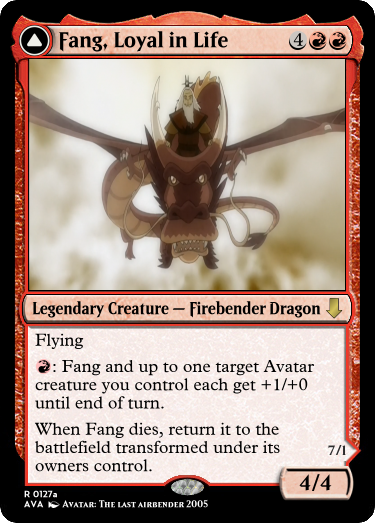 Fang, Loyal in Life 4
Legendary Creature — Firebender Dragon
Flying
: Fang and up to one target Avatar
creature you control each get +1/+0
until end of turn.
When Fang dies, return it to the
battlefield transformed under its
owners control.
7/1
4/4
R 0127a
AVA Avatar: The last airbender 2005